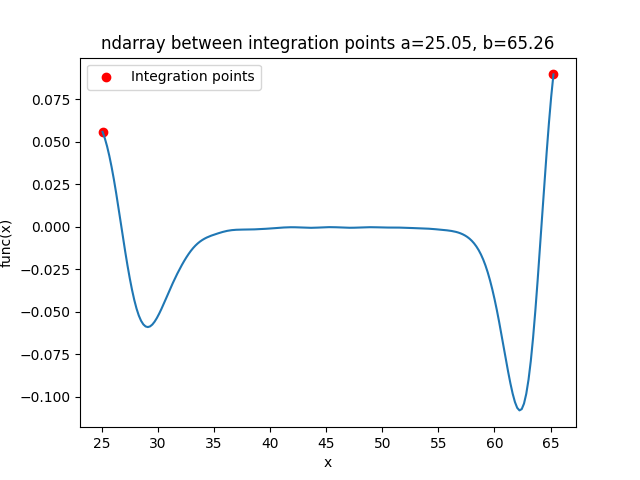 ndarray between integration points a=25.05, b=65.26
Integration points
0.075
0.050
0.025
0.000
−0.025
−0.050
−0.075
−0.100
func(x)
25 30 35 40 45 50 55 60 65
x